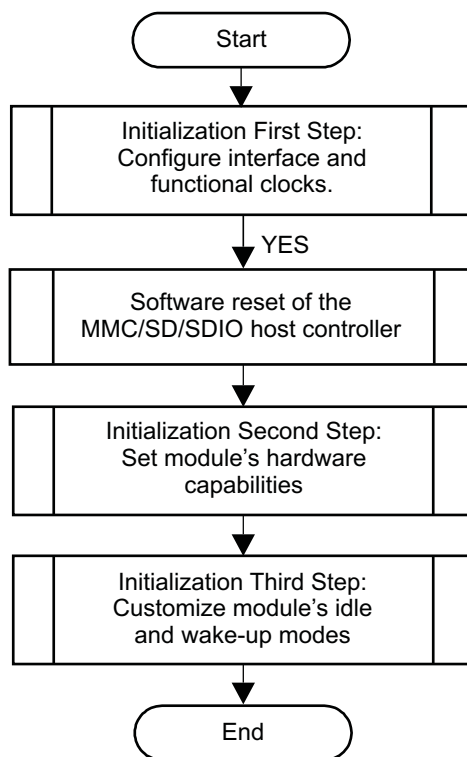 Start
Initialization First Step:
Configure interface and
functional clocks.
YES
Software reset of the
MMC/SD/SDIO host controller
Initialization Second Step:
Set module's hardware
capabilities
Initialization Third Step:
Customize module's idle
and wake-up modes
End